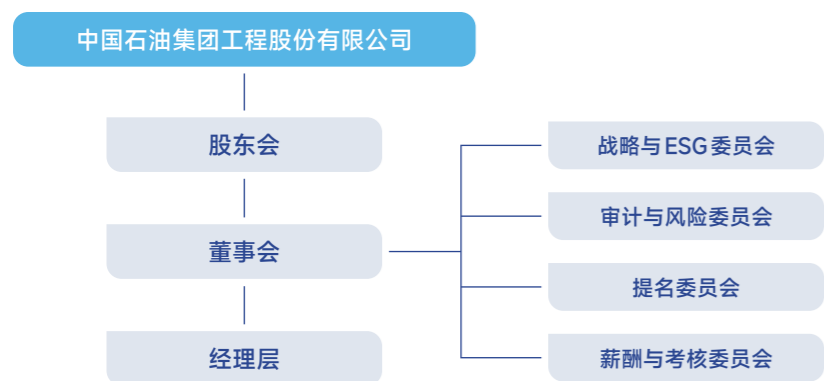 中国石油集团工程股份有限公司
股东会
董事会
经理层
战略与ESG委员会
审计与风险委员会
提名委员会
薪酬与考核委员会